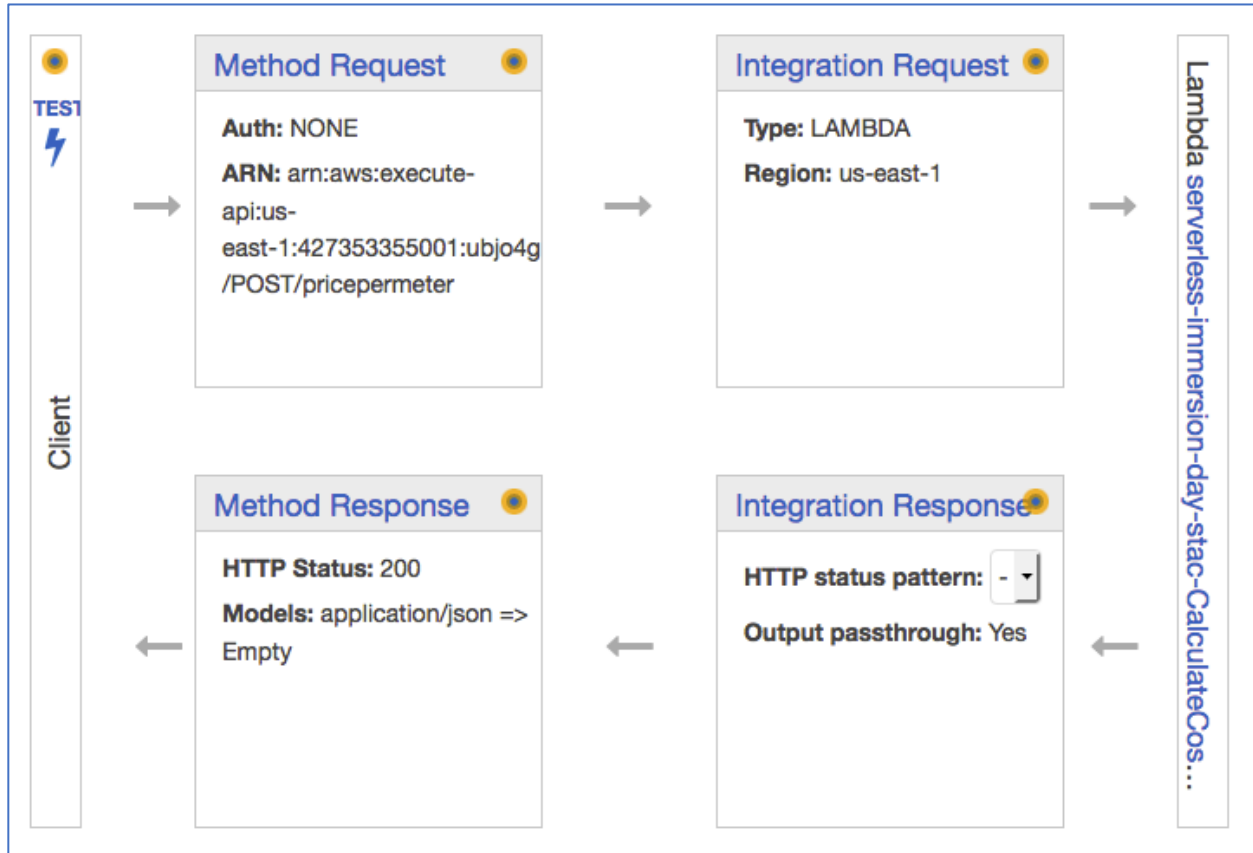 TEST
Client
Method Request
Auth: NONE
ARN: arn:aws:execute-
api:us-
east-1:427353355001:ubjo4g
/POST/pricepermeter
Integration Request
Type: LAMBDA
Region: us-east-1
Lambda serverless-immersion-day-stac-CalculateCos...
Method Response
HTTP Status: 200
Models: application/json =>
Empty
Integration Response
HTTP status pattern: -
Output passthrough: Yes